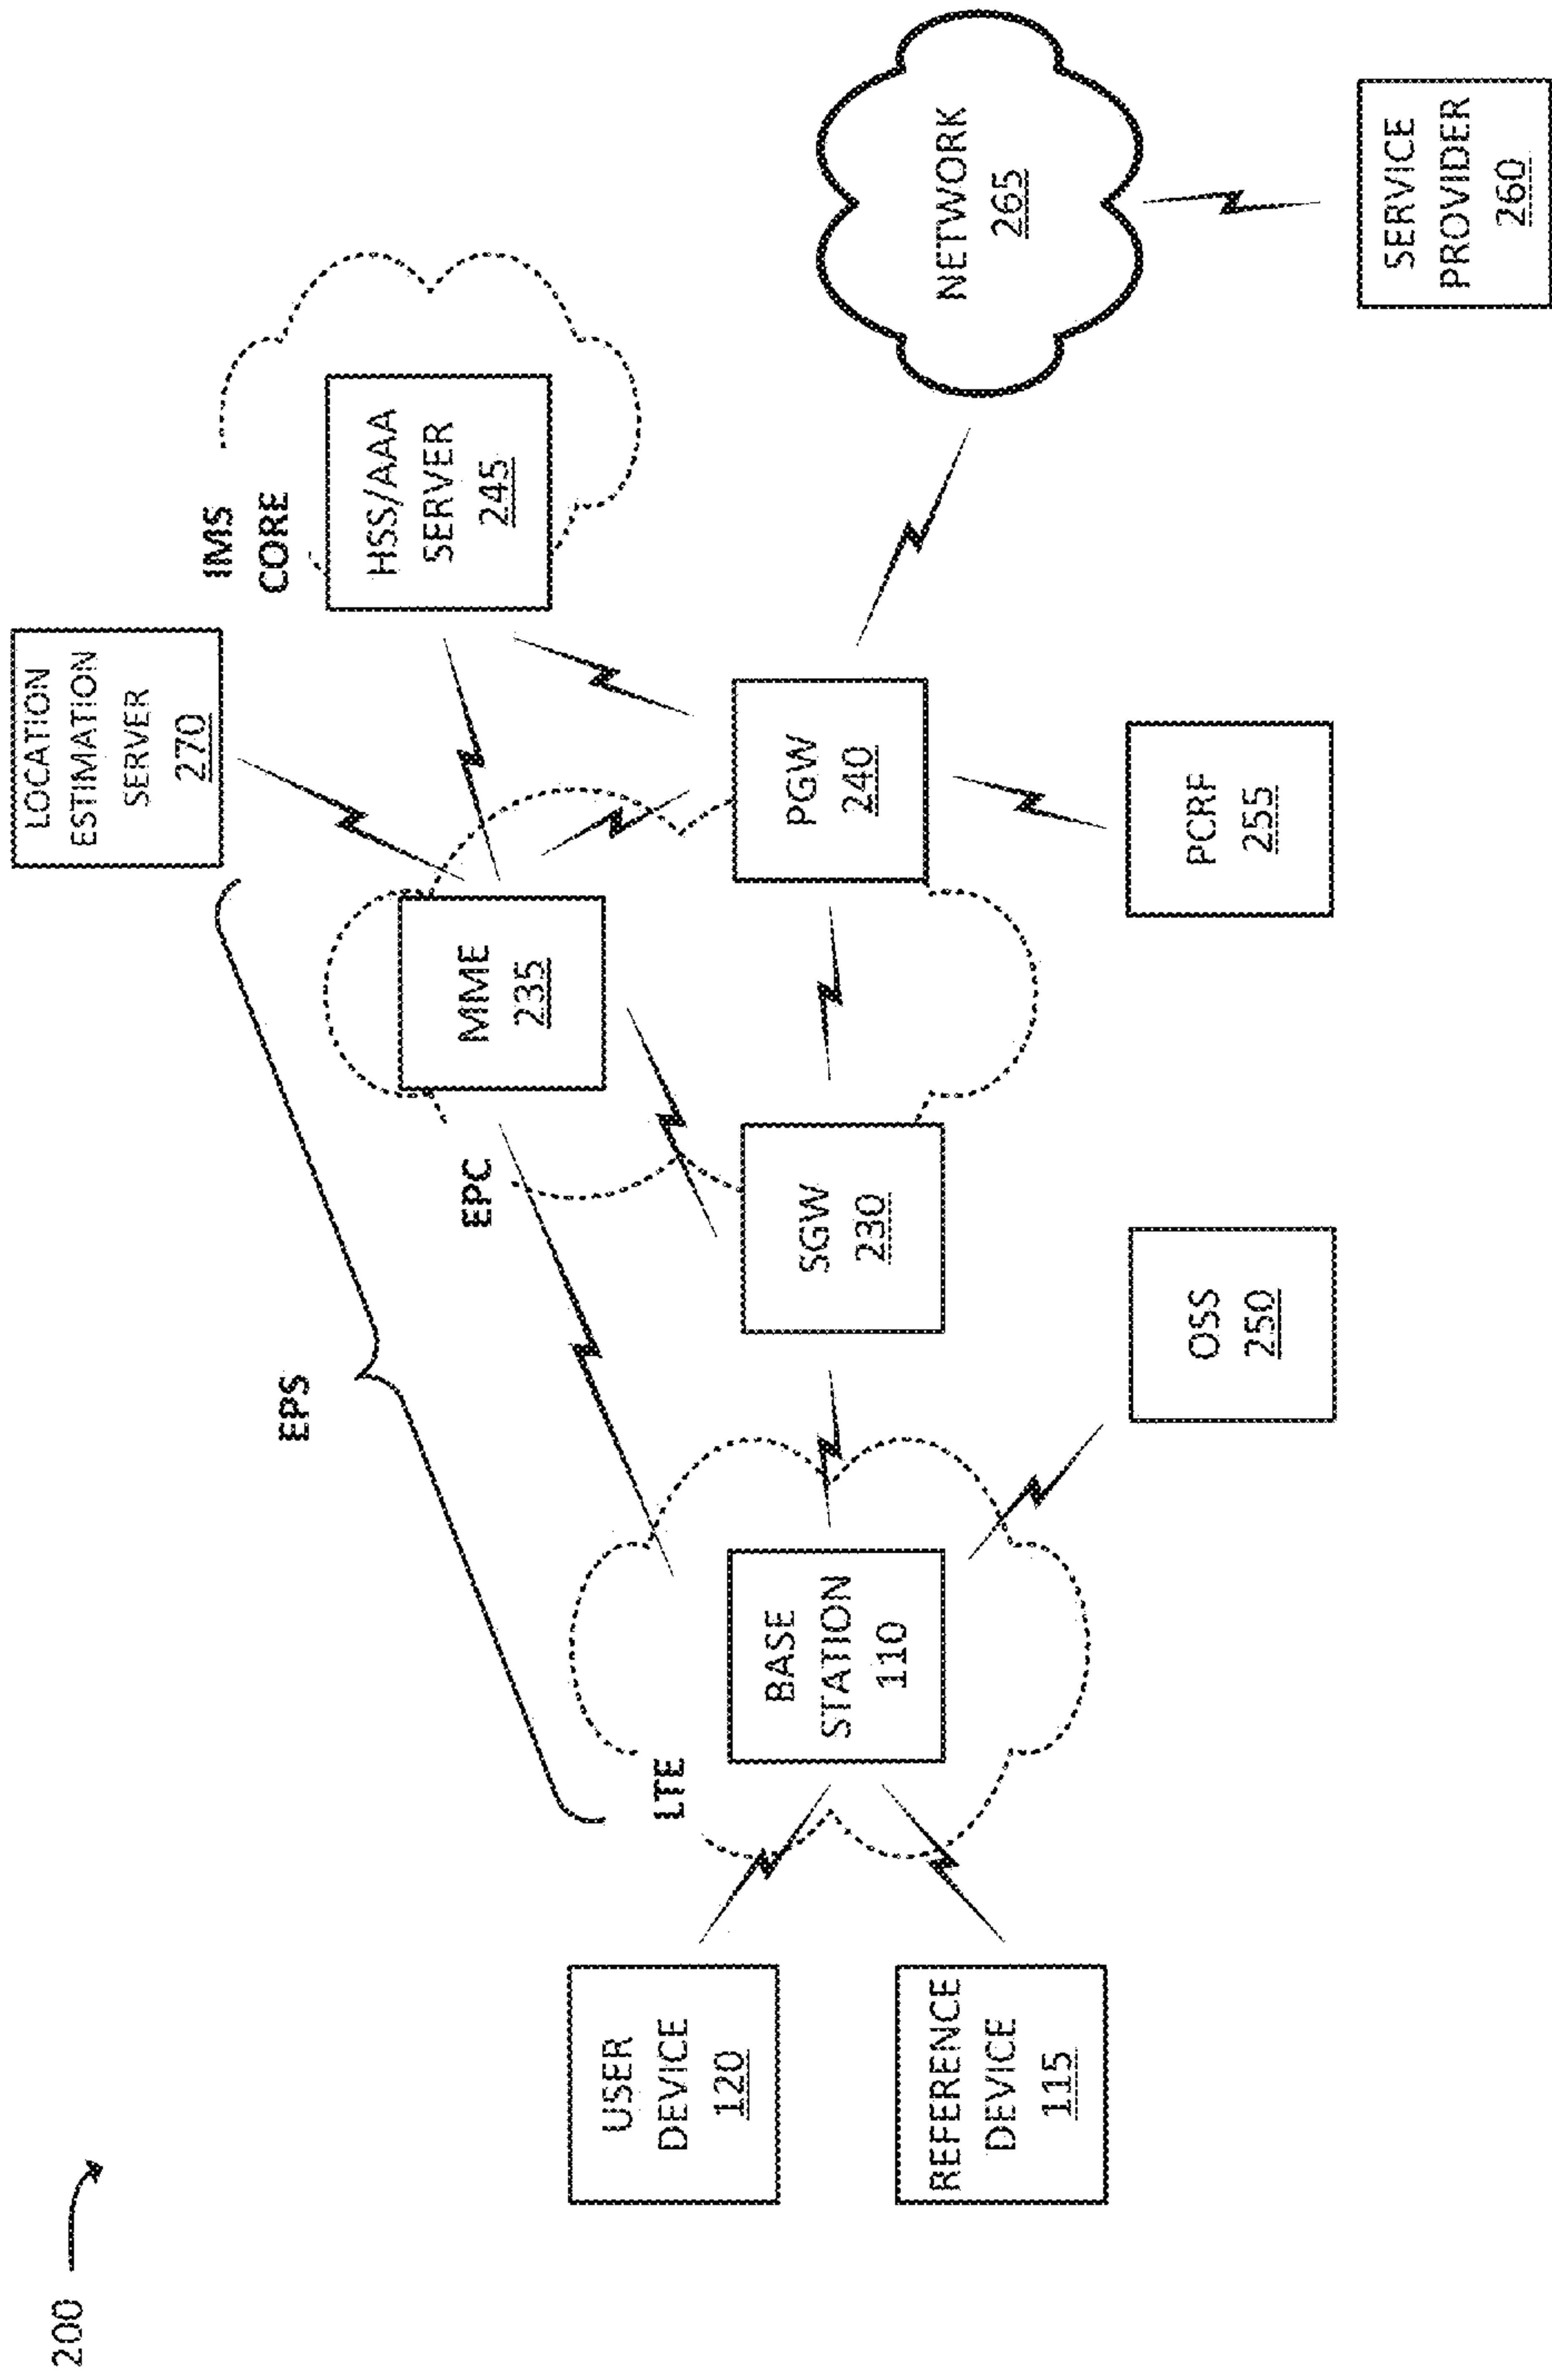 200
LOCATION
ESTIMATION
SERVER
270
IMS
CORE
HSS/AAA
SERVER
245
EPS
EPC
MME
235
LTE
USER
DEVICE
120
BASE
STATION
110
SGW
230
PGW
240
NETWORK
265
REFERENCE
DEVICE
115
OSS
250
PCRF
255
SERVICE
PROVIDER
260